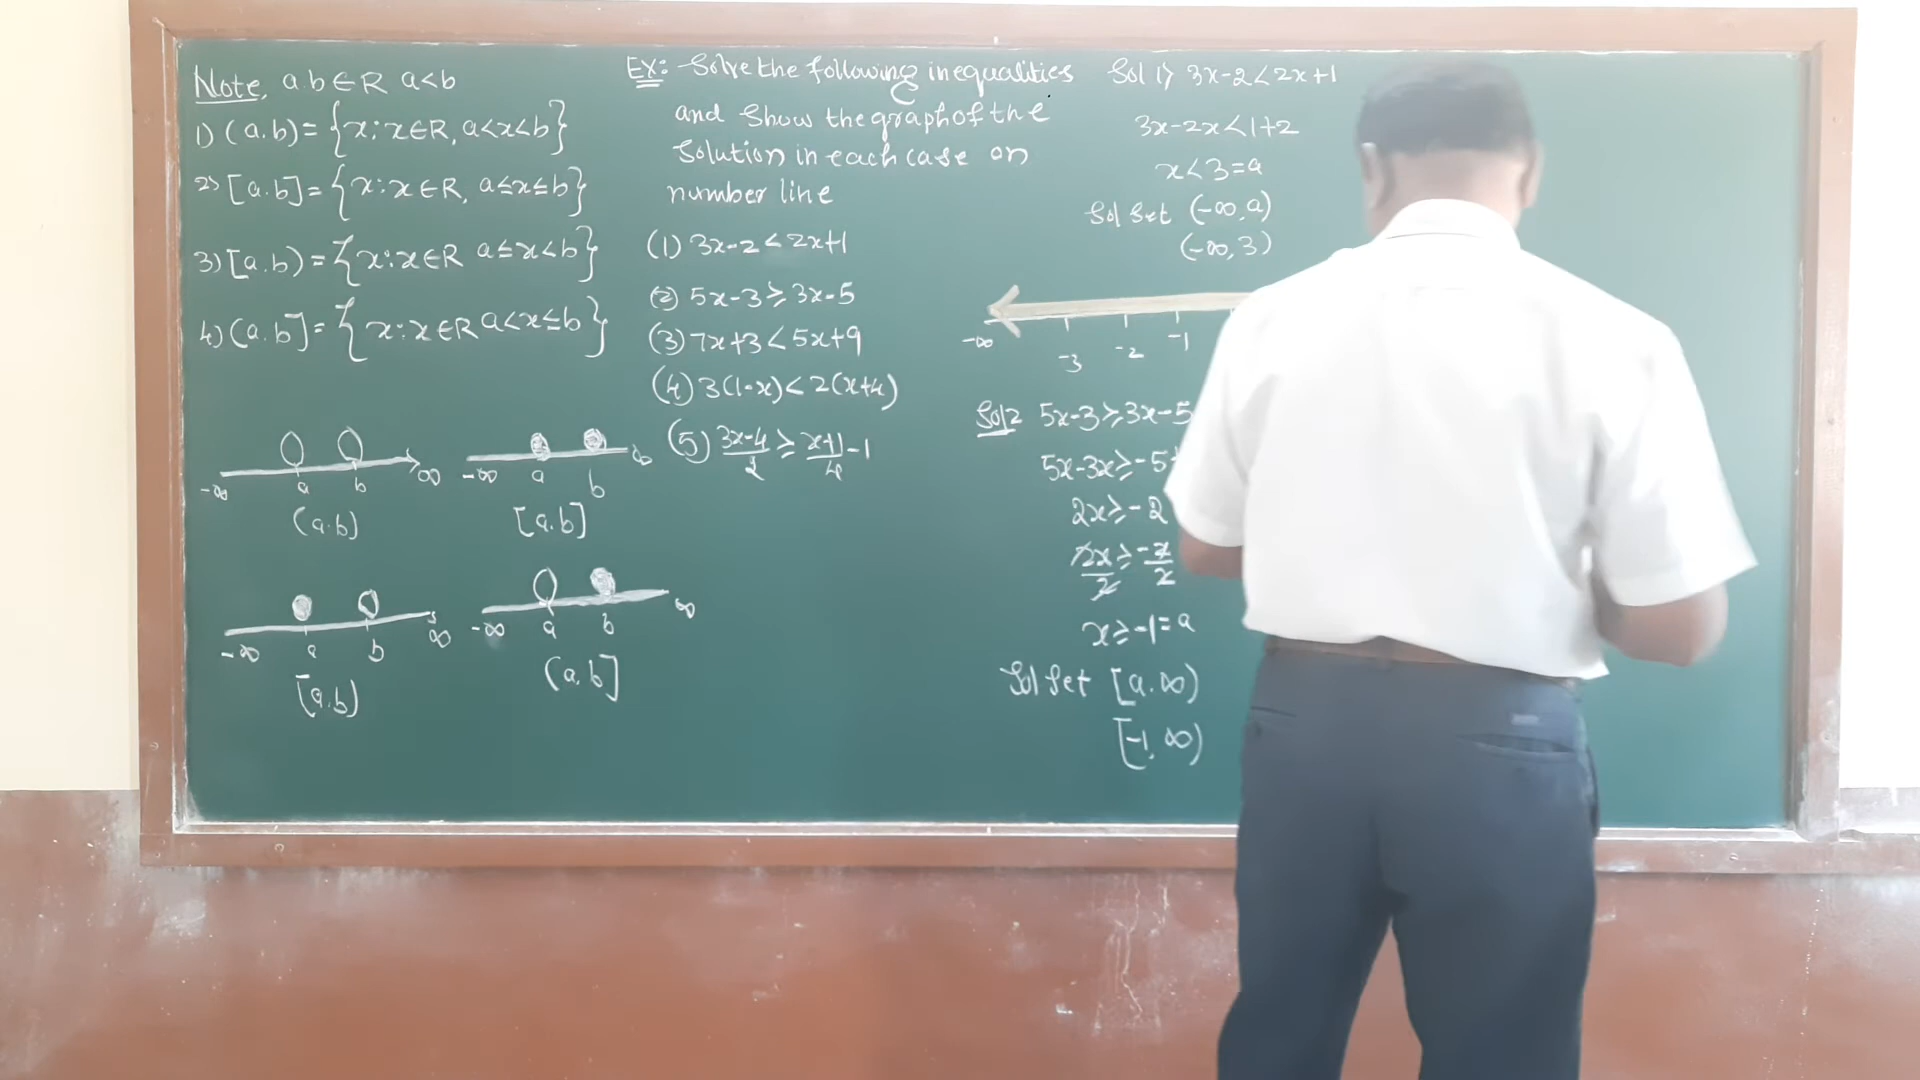 Note, a.b∈R a<b
1) (a.b) = {x:x∈R, a<x<b}
2) [a.b] = {x:x∈R, a≤x≤b}
3) [a.b) = {x:x∈R a≤x<b}
4) (a.b] = {x:x∈R a<x≤b}
-∞ a b ∞
(a.b)
-∞ a b ∞
[a.b]
-∞ a b ∞
[a.b)
-∞ a b ∞
(a,b]
EX: Solve the following inequalities
and Show the graph of the
Solution in each case on
number line
(1) 3x-2<2x+1
(2) 5x-3≥3x-5
(3) 7x+3<5x+9
(4) 3(1-x)<2(x+4)
(5) (3x-4)/2 ≥ (x+1)/4 -1
Sol 1) 3x-2<2x+1
3x-2x<1+2
x<3=a
Sol Set (-∞,a)
(-∞,3)
-∞ -3 -2 -1
Sol2 5x-3≥3x-5
5x-3x≥-5
2x≥-2
2x/2≥-2/2
x≥-1=a
Sol Set [a.∞)
[-1,∞)